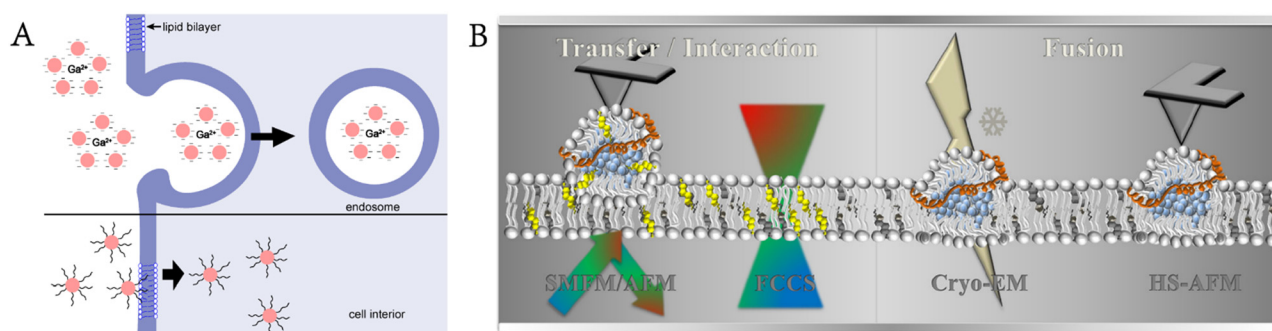 A
lipid bilayer
Ga²⁺
Ga²⁺
Ga²⁺
Ga²⁺
endosome
cell interior
B
Transfer / Interaction
Fusion
SMFM/AFM
FCCS
Cryo-EM
HS-AFM